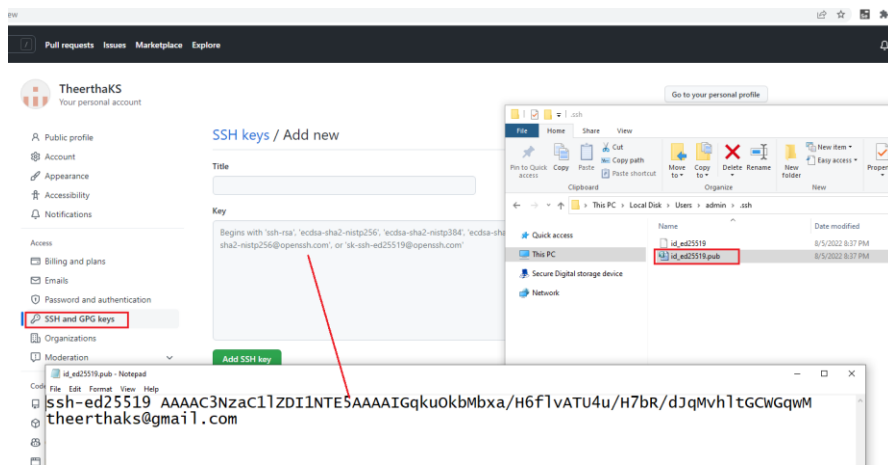 ew
/ Pull requests Issues Marketplace Explore
TheerthaKS
Your personal account
Go to your personal profile
Public profile
Account
Appearance
Accessibility
Notifications
Access
Billing and plans
Emails
Password and authentication
SSH and GPG keys
Organizations
Moderation
SSH keys / Add new
Title
Key
Begins with 'ssh-rsa', 'ecdsa-sha2-nistp256', 'ecdsa-sha2-nistp384', 'ecdsa-sha
sha2-nistp256@openssh.com', or 'sk-ssh-ed25519@openssh.com'
Add SSH key
.ssh
File Home Share View
Pin to Quick access
Copy
Paste
Cut
Copy path
Paste shortcut
Move to
Copy to
Delete
Rename
New folder
New item
Easy access
Proper
Clipboard
Organize
New
This PC > Local Disk > Users > admin > .ssh
Quick access
This PC
Secure Digital storage device
Network
Name Date modified
id_ed25519 8/5/2022 8:37 PM
id_ed25519.pub 8/5/2022 8:37 PM
id_ed25519.pub - Notepad
File Edit Format View Help
ssh-ed25519 AAAAC3NzaC1lZDI1NTE5AAAAIGqkuOkbMbxa/H6flvATU4u/H7bR/dJqMvhltGCWGqwM
theerthaks@gmail.com